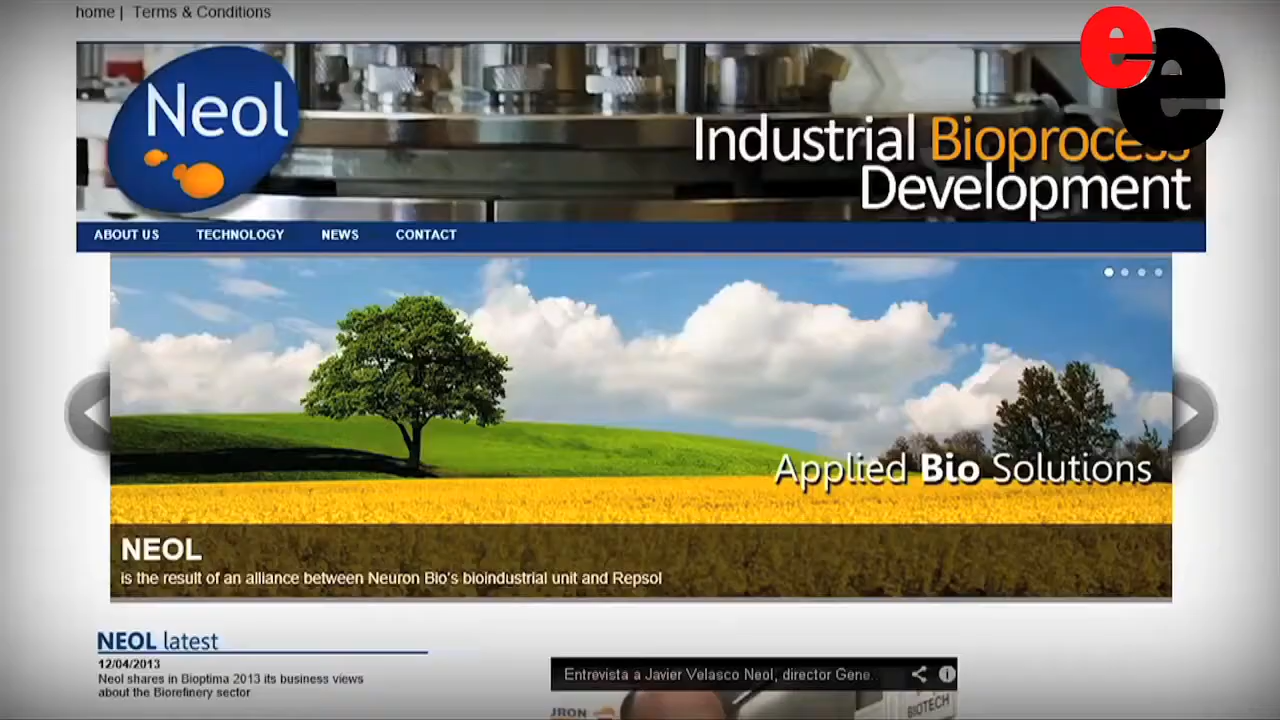 home | Terms & Conditions
ee
Neol
Industrial Bioprocess
Development
ABOUT US TECHNOLOGY NEWS CONTACT
Applied Bio Solutions
NEOL
is the result of an alliance between Neuron Bio's bioindustrial unit and Repsol
NEOL latest
12/04/2013
Neol shares in Bioptima 2013 its business views
about the Biorefinery sector
Entrevista a Javier Velasco Neol, director Gene...
BIOTECH